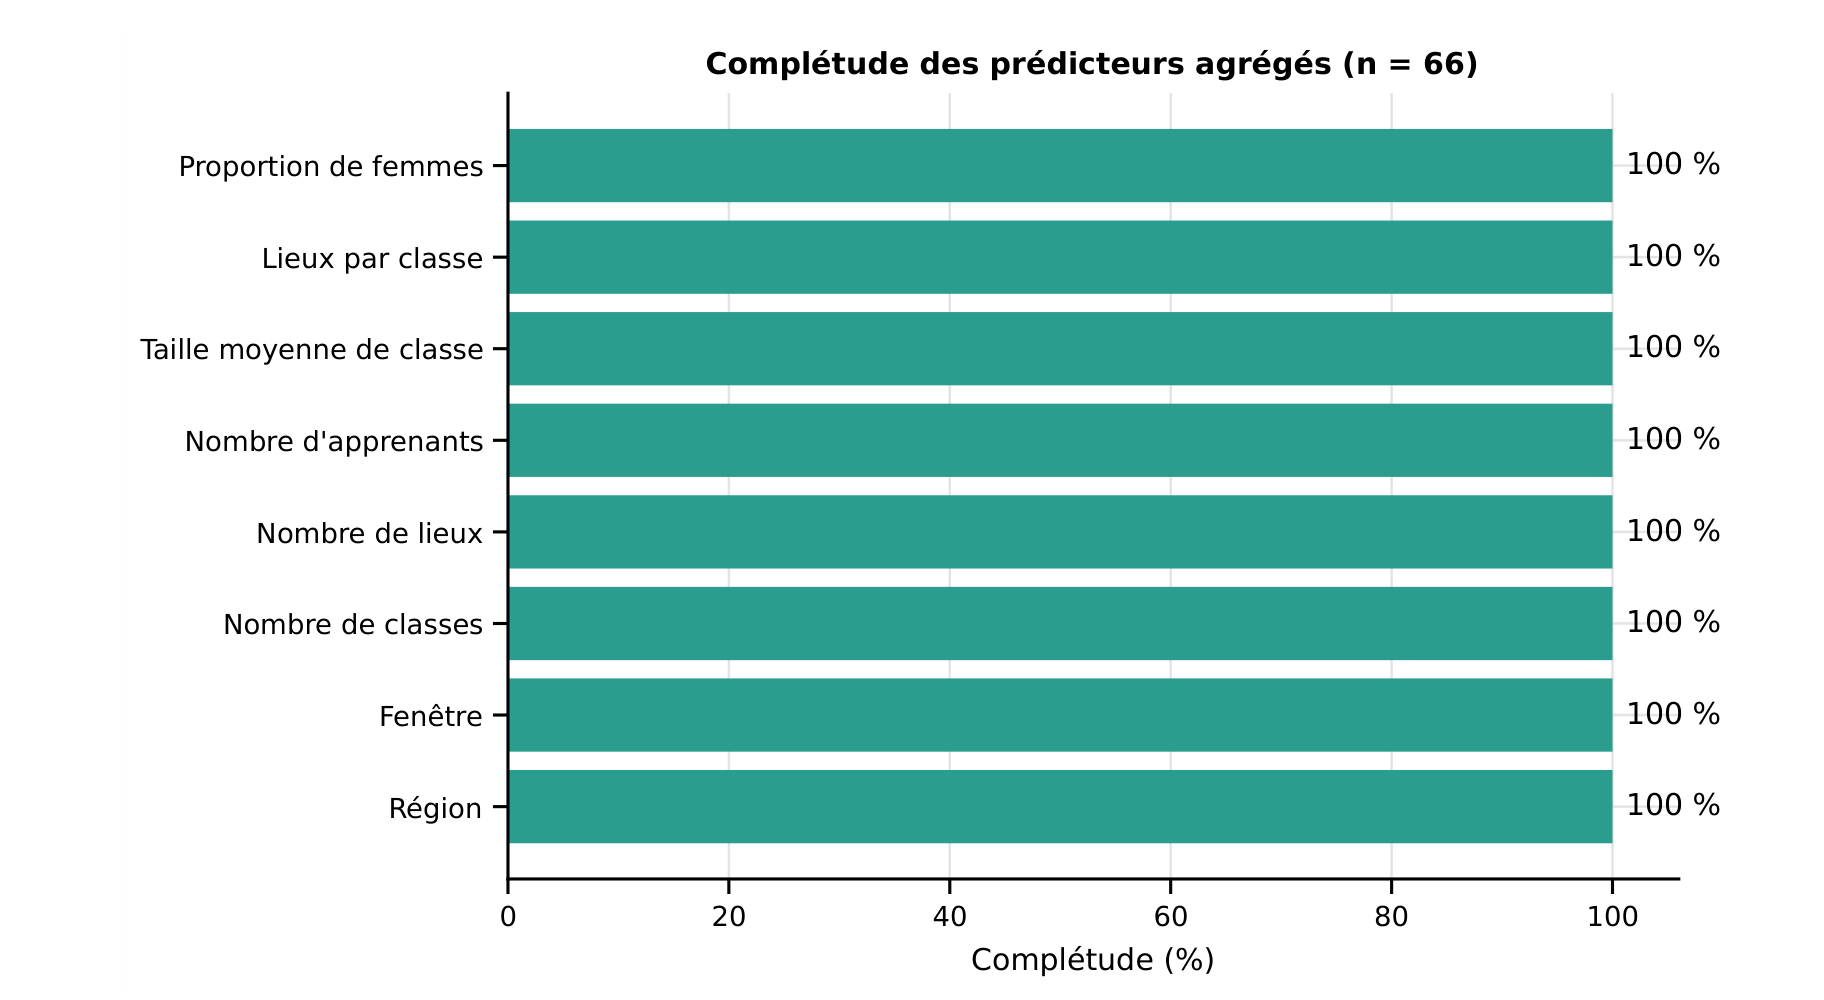 Complétude des prédicteurs agrégés (n = 66)
Proportion de femmes 100 %
Lieux par classe 100 %
Taille moyenne de classe 100 %
Nombre d'apprenants 100 %
Nombre de lieux 100 %
Nombre de classes 100 %
Fenêtre 100 %
Région 100 %
0 20 40 60 80 100
Complétude (%)